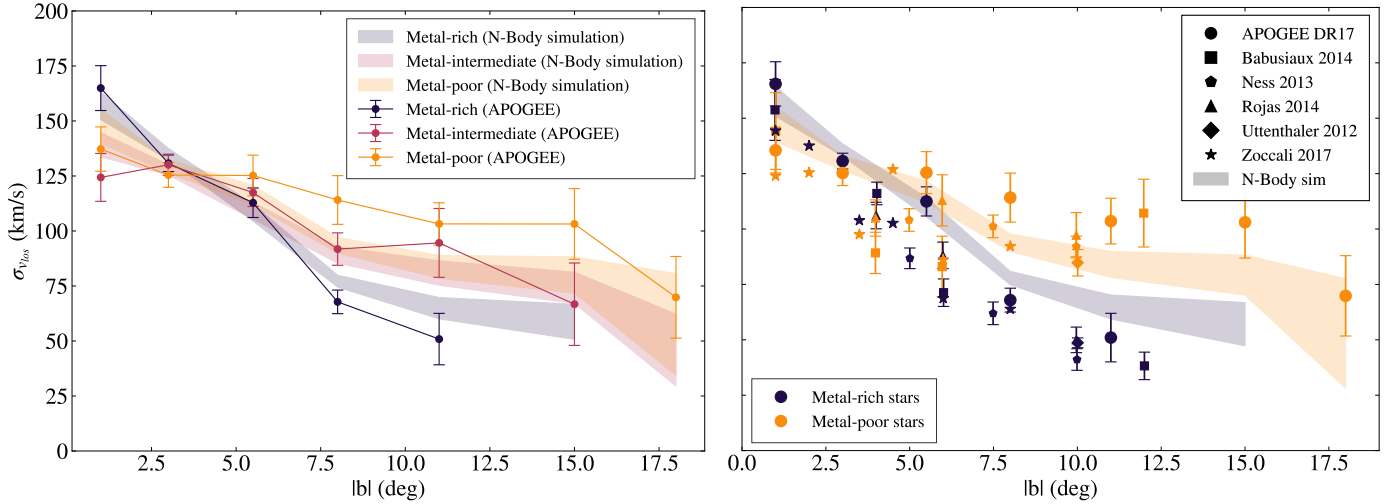 200
175
150
125
100
75
50
25
0
σ_{v_{los}} (km/s)
2.5
5.0
7.5
10.0
12.5
15.0
17.5
|b| (deg)
Metal-rich (N-Body simulation)
Metal-intermediate (N-Body simulation)
Metal-poor (N-Body simulation)
Metal-rich (APOGEE)
Metal-intermediate (APOGEE)
Metal-poor (APOGEE)
APOGEE DR17
Babusiaux 2014
Ness 2013
Rojas 2014
Uttenthaler 2012
Zoccali 2017
N-Body sim
Metal-rich stars
Metal-poor stars
0.0
2.5
5.0
7.5
10.0
12.5
15.0
17.5
|b| (deg)